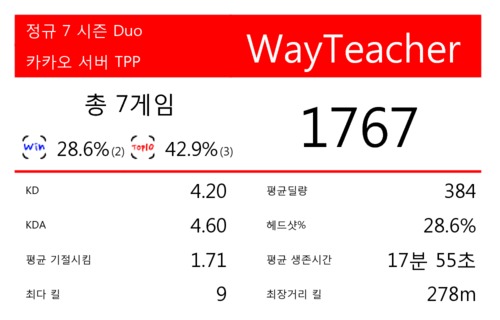 정규 7 시즌 Duo
카카오 서버 TPP
WayTeacher
총 7게임
Win 28.6%(2) Top10 42.9%(3)
1767
KD 4.20
평균딜량 384
KDA 4.60
헤드샷% 28.6%
평균 기절시킴 1.71
평균 생존시간 17분 55초
최다 킬 9
최장거리 킬 278m